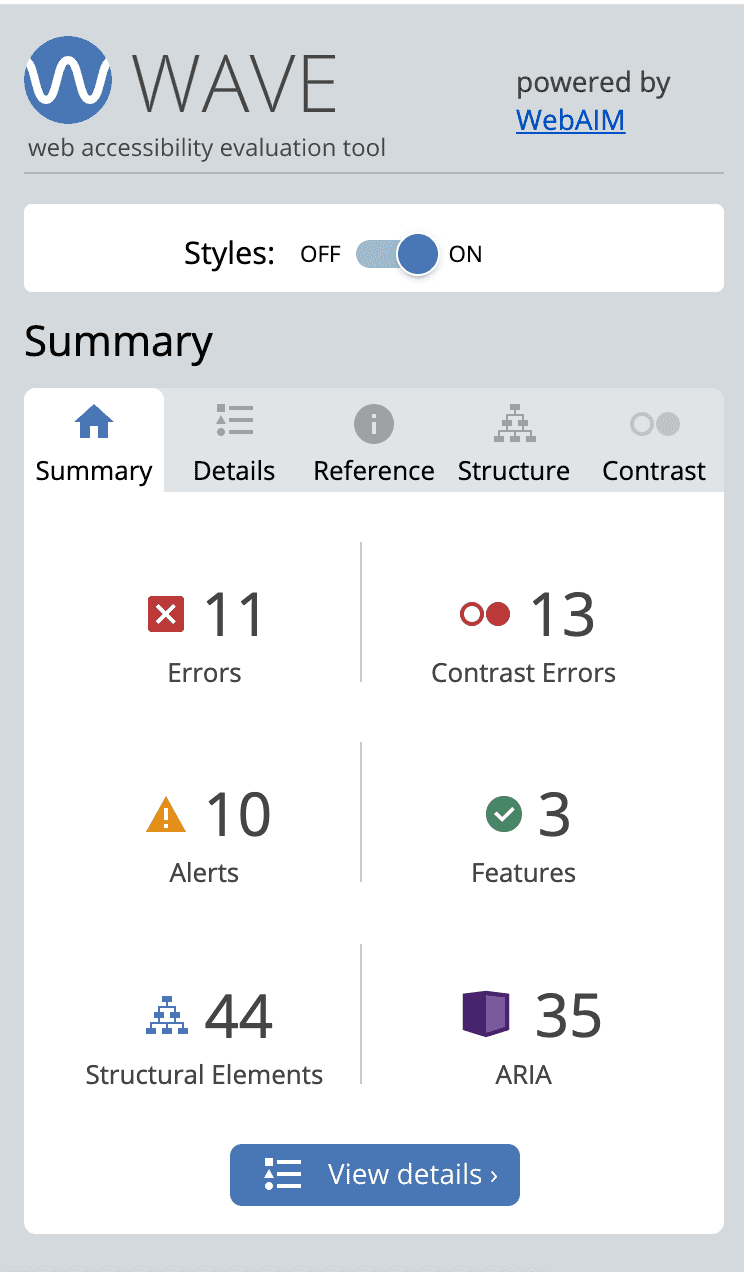 WAVE
powered by
WebAIM
web accessibility evaluation tool
Styles: OFF ON
Summary
Summary Details Reference Structure Contrast
11 13
Errors Contrast Errors
10 3
Alerts Features
44 35
Structural Elements ARIA
View details ›